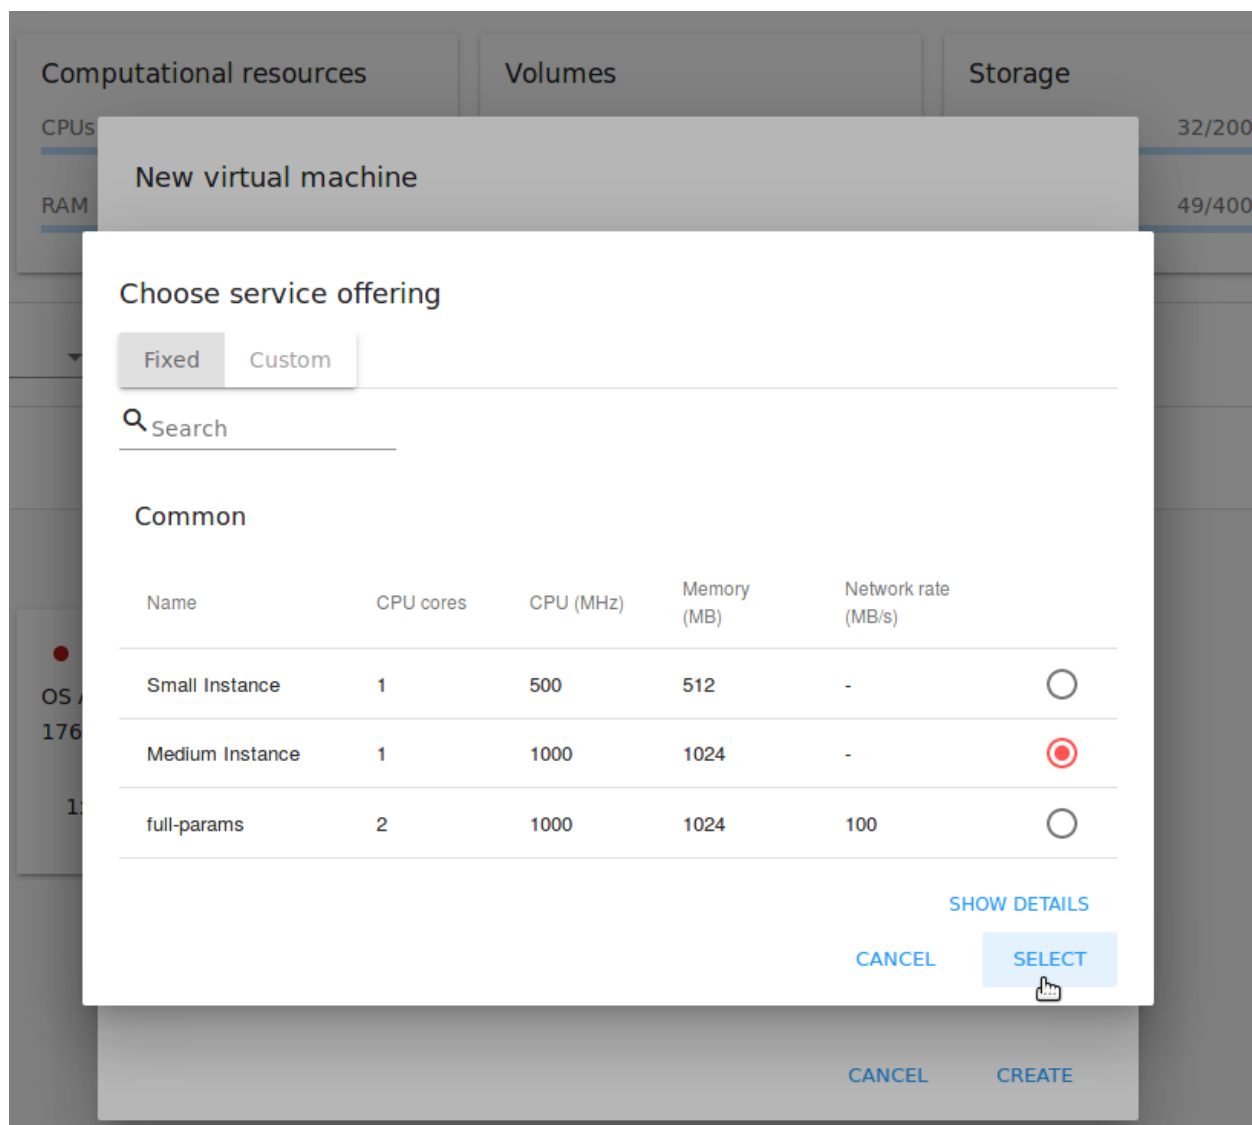 Computational resources
Volumes
Storage
CPUs
32/200
RAM
49/400
New virtual machine
Choose service offering
Fixed Custom
Search
Common
Name CPU cores CPU (MHz) Memory (MB) Network rate (MB/s)
Small Instance 1 500 512 -
Medium Instance 1 1000 1024 -
full-params 2 1000 1024 100
SHOW DETAILS
CANCEL SELECT
OS
176
CANCEL CREATE